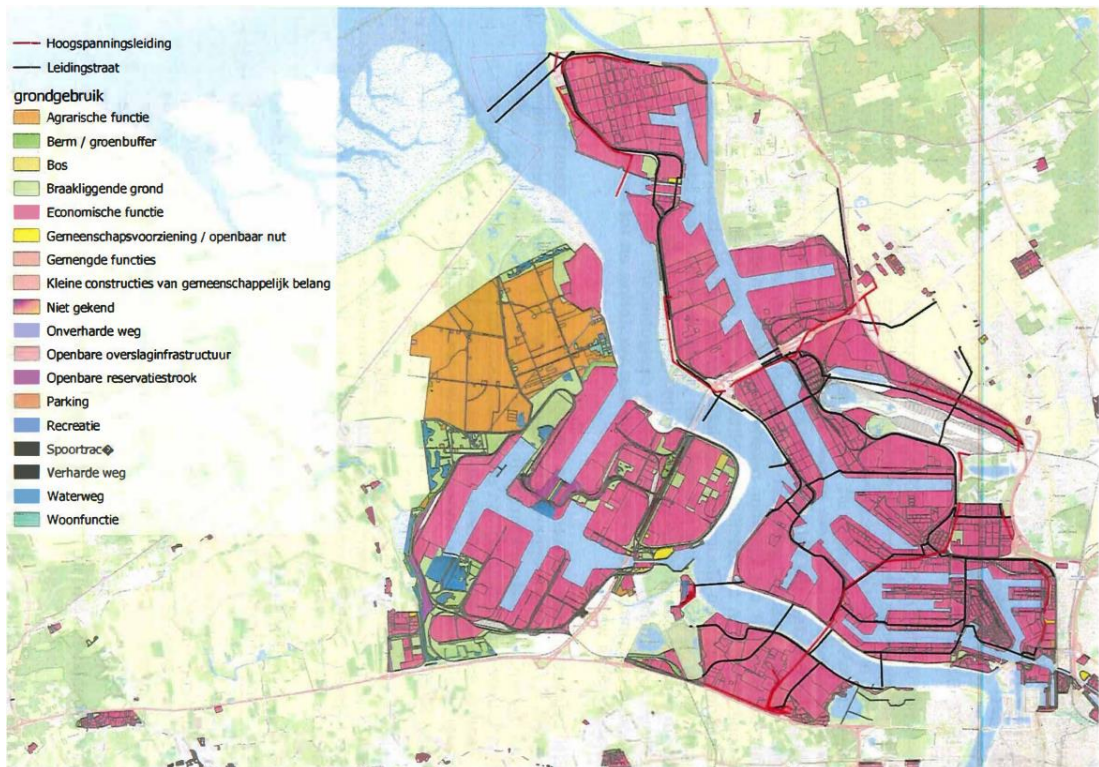 Hoogspanningsleiding
Leidingstraat
grondgebruik
Agrarische functie
Berm / groenbuffer
Bos
Braakliggende grond
Economische functie
Gemeenschapsvoorziening / openbaar nut
Gemengde functies
Kleine constructies van gemeenschappelijk belang
Niet gekend
Onverharde weg
Openbare overslaginfrastructuur
Openbare reservatiestrook
Parking
Recreatie
Spoortrac�
Verharde weg
Waterweg
Woonfunctie